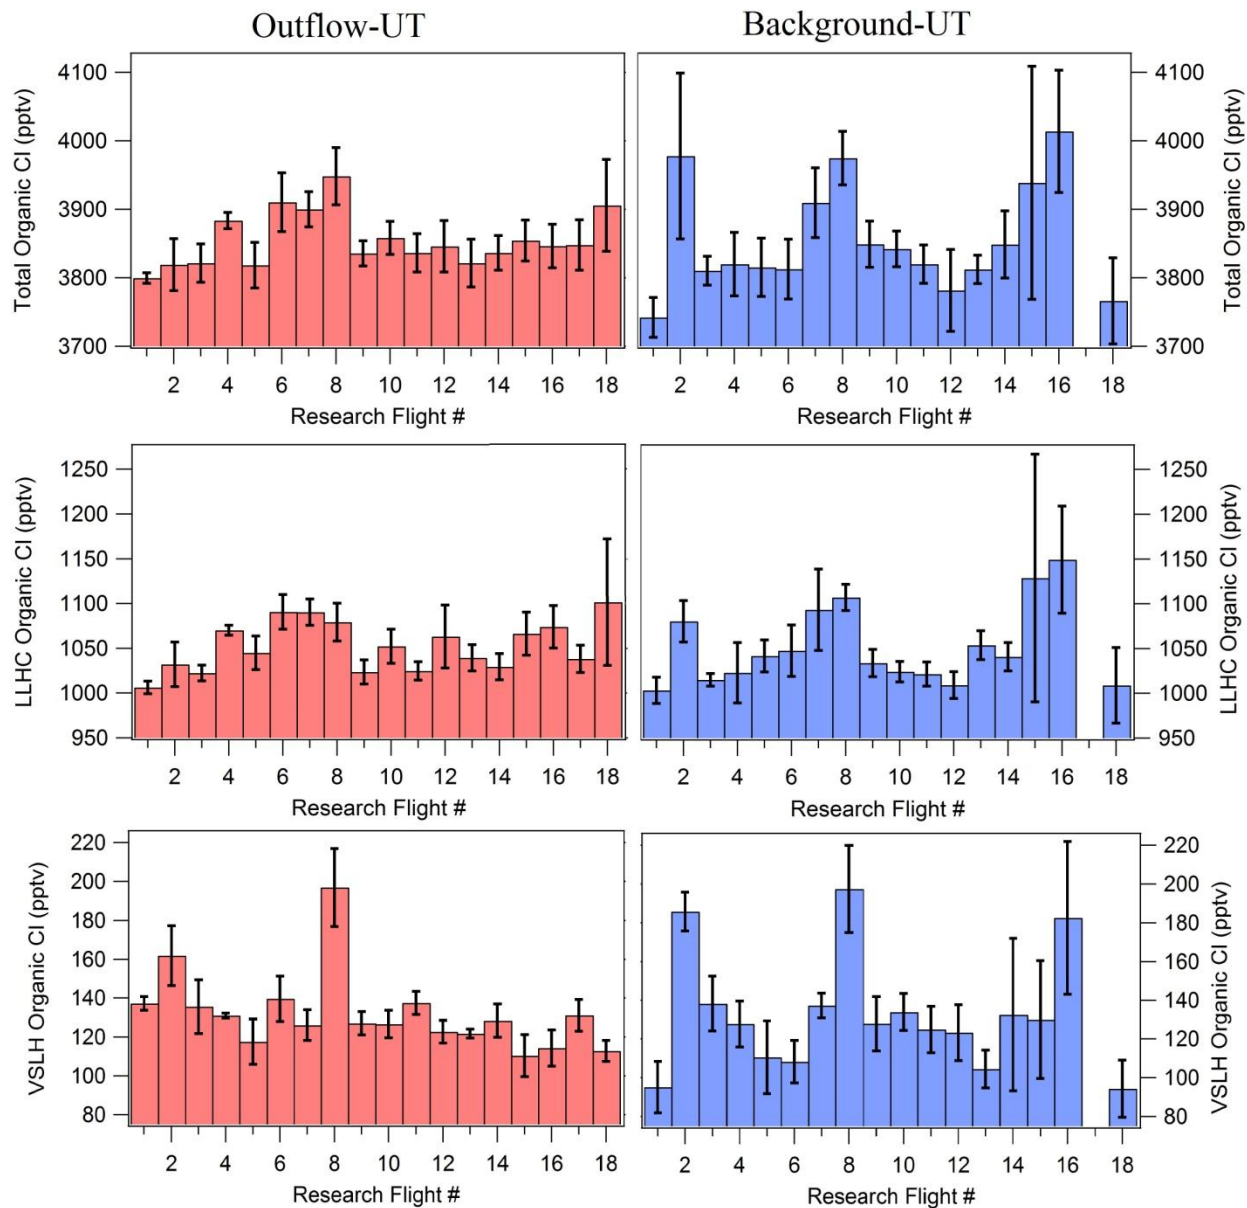 Outflow-UT
Background-UT
Total Organic Cl (pptv)
4100
4000
3900
3800
3700
2 4 6 8 10 12 14 16 18
Research Flight #
4100
4000
3900
3800
3700
Total Organic Cl (pptv)
2 4 6 8 10 12 14 16 18
Research Flight #
LLHC Organic Cl (pptv)
1250
1200
1150
1100
1050
1000
950
2 4 6 8 10 12 14 16 18
Research Flight #
1250
1200
1150
1100
1050
1000
950
LLHC Organic Cl (pptv)
2 4 6 8 10 12 14 16 18
Research Flight #
VSLH Organic Cl (pptv)
220
200
180
160
140
120
100
80
2 4 6 8 10 12 14 16 18
Research Flight #
220
200
180
160
140
120
100
80
VSLH Organic Cl (pptv)
2 4 6 8 10 12 14 16 18
Research Flight #